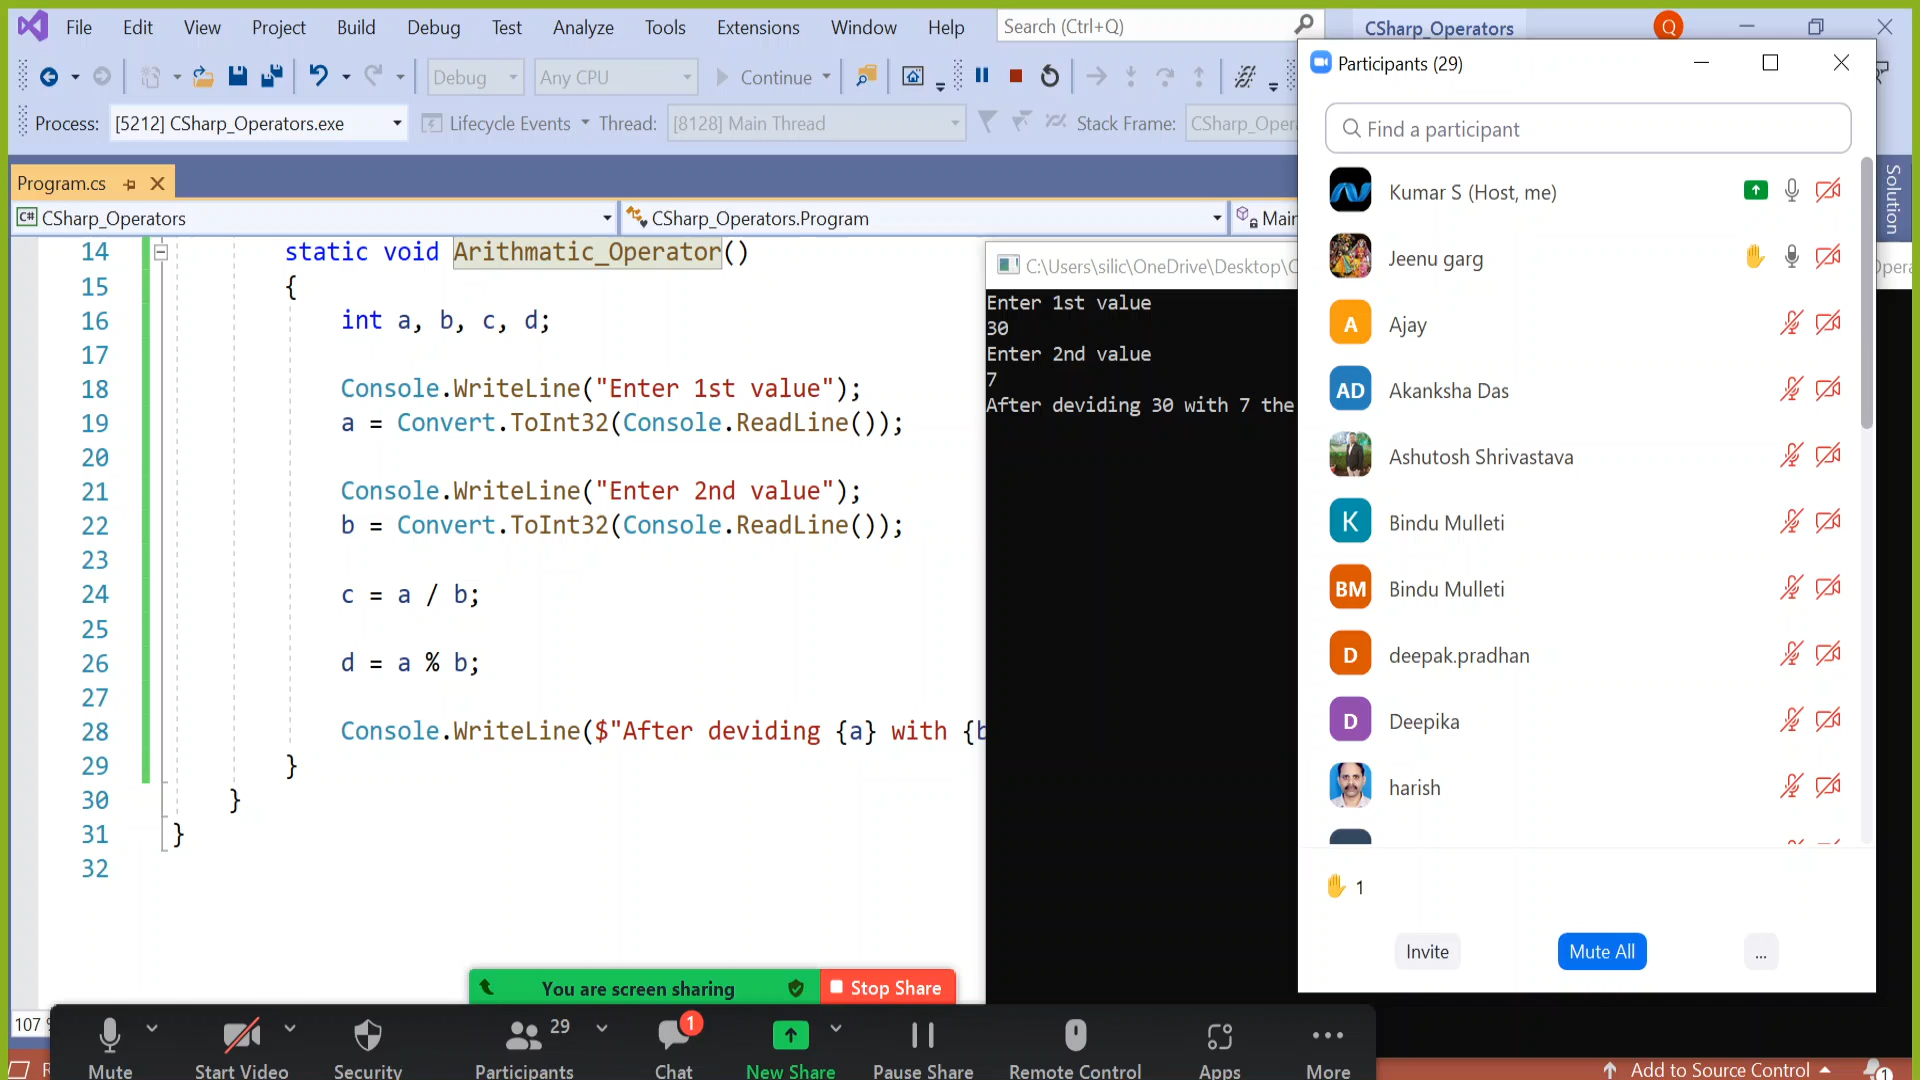 File Edit View Project Build Debug Test Analyze Tools Extensions Window Help Search (Ctrl+Q) CSharp_Operators Q
Debug Any CPU Continue
Process: [5212] CSharp_Operators.exe Lifecycle Events Thread: [8128] Main Thread Stack Frame: CSharp_Oper
Program.cs
C# CSharp_Operators CSharp_Operators.Program Main
14 static void Arithmatic_Operator()
15 {
16 int a, b, c, d;
17
18 Console.WriteLine("Enter 1st value");
19 a = Convert.ToInt32(Console.ReadLine());
20
21 Console.WriteLine("Enter 2nd value");
22 b = Convert.ToInt32(Console.ReadLine());
23
24 c = a / b;
25
26 d = a % b;
27
28 Console.WriteLine($"After deviding {a} with {b
29 }
30 }
31 }
32
107 %
C:\Users\silic\OneDrive\Desktop\C
Enter 1st value
30
Enter 2nd value
7
After deviding 30 with 7 the
Participants (29)
Find a participant
Kumar S (Host, me)
Jeenu garg
A Ajay
AD Akanksha Das
Ashutosh Shrivastava
K Bindu Mulleti
BM Bindu Mulleti
D deepak.pradhan
D Deepika
harish
1
Invite Mute All ...
Solution
You are screen sharing Stop Share
29 1
Mute Start Video Security Participants Chat New Share Pause Share Remote Control Apps More
Add to Source Control 1